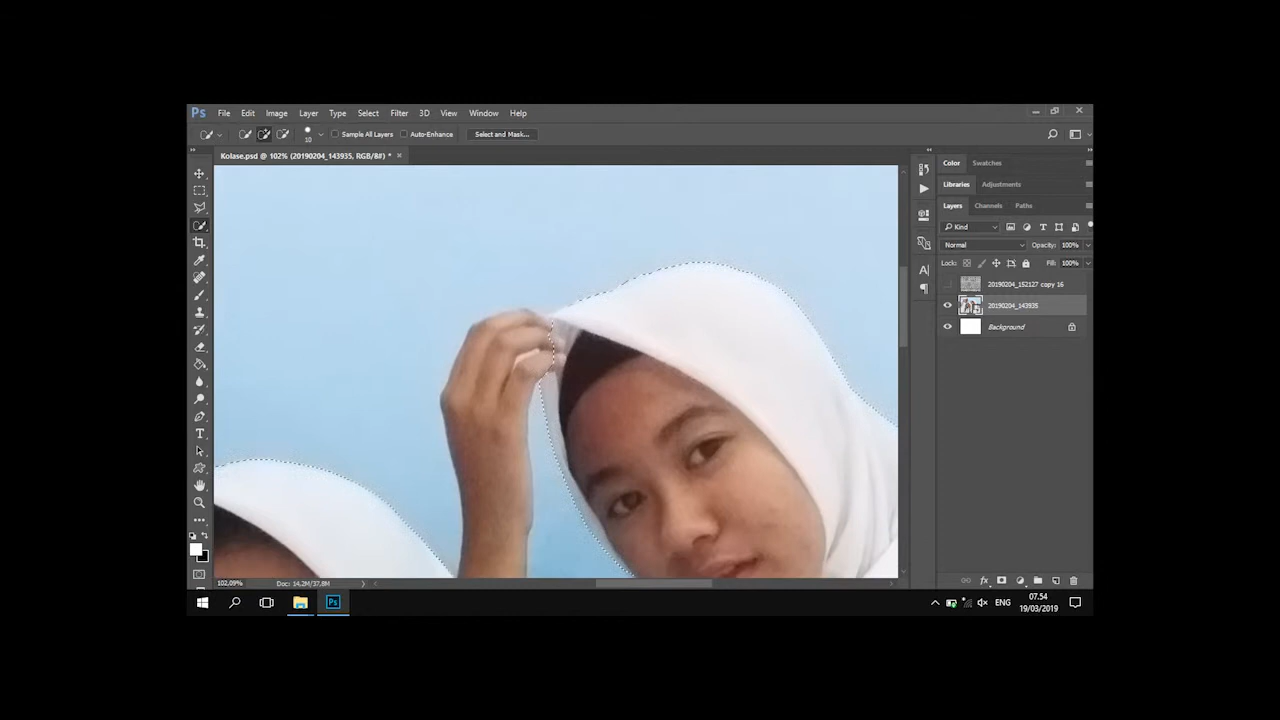 Ps File Edit Image Layer Type Select Filter 3D View Window Help
10 Sample All Layers Auto-Enhance Select and Mask...
Kolase.psd @ 102% (20190204_143935, RGB/8#) * ×
Color Swatches
Libraries Adjustments
Layers Channels Paths
Kind
Normal Opacity: 100%
Lock: Fill: 100%
20190204_152127 copy 16
20190204_143935
Background
102,09% Doc: 14,2M/37,8M
fx
Ps ENG 07.54
19/03/2019